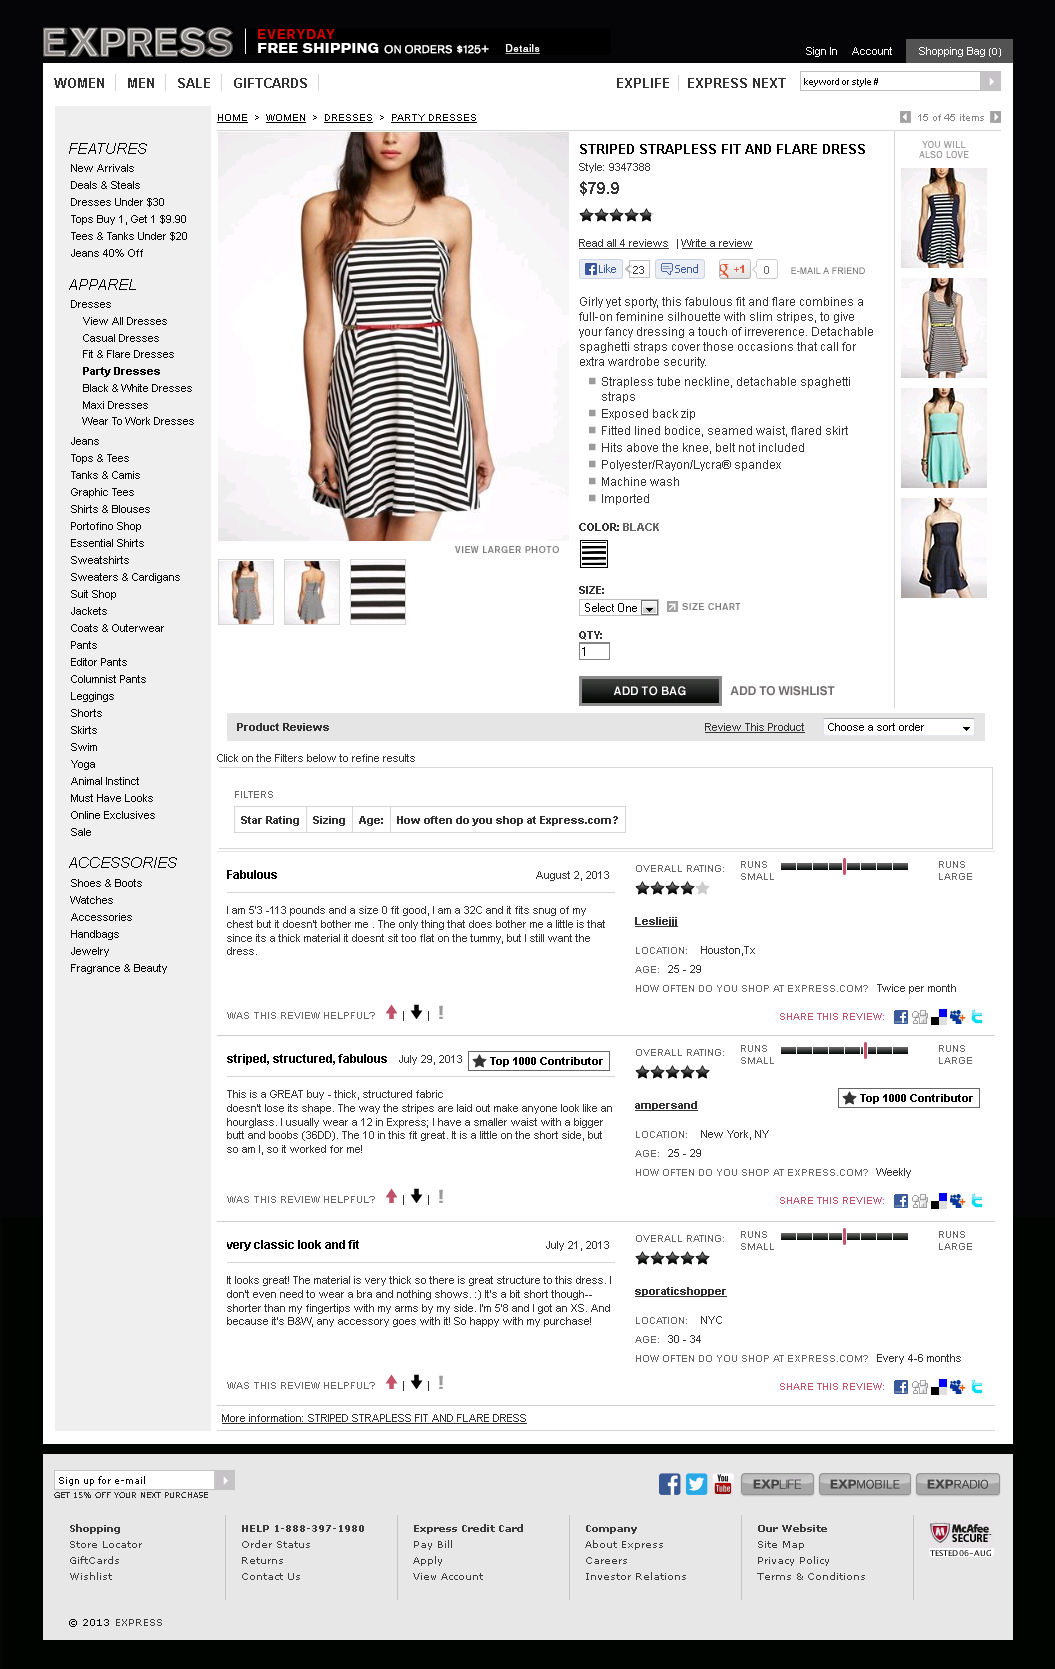 EXPRESS
EVERYDAY
FREE SHIPPING ON ORDERS $125+ Details
Sign In Account Shopping Bag (0)
WOMEN MEN SALE GIFTCARDS
EXPLIFE EXPRESS NEXT
keyword or style #
HOME > WOMEN > DRESSES > PARTY DRESSES
15 of 45 items
FEATURES
New Arrivals
Deals & Steals
Dresses Under $30
Tops Buy 1, Get 1 $9.90
Tees & Tanks Under $20
Jeans 40% Off
APPAREL
Dresses
View All Dresses
Casual Dresses
Fit & Flare Dresses
Party Dresses
Black & White Dresses
Maxi Dresses
Wear To Work Dresses
Jeans
Tops & Tees
Tanks & Camis
Graphic Tees
Shirts & Blouses
Portofino Shop
Essential Shirts
Sweatshirts
Sweaters & Cardigans
Suit Shop
Jackets
Coats & Outerwear
Pants
Editor Pants
Columnist Pants
Leggings
Shorts
Skirts
Swim
Yoga
Animal Instinct
Must Have Looks
Online Exclusives
Sale
ACCESSORIES
Shoes & Boots
Watches
Accessories
Handbags
Jewelry
Fragrance & Beauty
VIEW LARGER PHOTO
STRIPED STRAPLESS FIT AND FLARE DRESS
Style: 9347388
$79.9
Read all 4 reviews | Write a review
Like 23 Send +1 0 E-MAIL A FRIEND
Girly yet sporty, this fabulous fit and flare combines a
full-on feminine silhouette with slim stripes, to give
your fancy dressing a touch of irreverence. Detachable
spaghetti straps cover those occasions that call for
extra wardrobe security.
Strapless tube neckline, detachable spaghetti
straps
Exposed back zip
Fitted lined bodice, seamed waist, flared skirt
Hits above the knee, belt not included
Polyester/Rayon/Lycra® spandex
Machine wash
Imported
COLOR: BLACK
SIZE:
Select One SIZE CHART
QTY:
1
ADD TO BAG ADD TO WISHLIST
YOU WILL
ALSO LOVE
Product Reviews Review This Product Choose a sort order
Click on the Filters below to refine results
FILTERS
Star Rating Sizing Age: How often do you shop at Express.com?
Fabulous August 2, 2013
I am 5'3 -113 pounds and a size 0 fit good, I am a 32C and it fits snug of my
chest but it doesn't bother me . The only thing that does bother me a little is that
since its a thick material it doesnt sit too flat on the tummy, but I still want the
dress.
WAS THIS REVIEW HELPFUL? | | !
OVERALL RATING: RUNS SMALL RUNS LARGE
Lesliejjj
LOCATION: Houston,Tx
AGE: 25 - 29
HOW OFTEN DO YOU SHOP AT EXPRESS.COM? Twice per month
SHARE THIS REVIEW:
striped, structured, fabulous July 29, 2013 Top 1000 Contributor
This is a GREAT buy - thick, structured fabric
doesn't lose its shape. The way the stripes are laid out make anyone look like an
hourglass. I usually wear a 12 in Express; I have a smaller waist with a bigger
butt and boobs (36DD). The 10 in this fit great. It is a little on the short side, but
so am I, so it worked for me!
WAS THIS REVIEW HELPFUL? | | !
OVERALL RATING: RUNS SMALL RUNS LARGE
ampersand Top 1000 Contributor
LOCATION: New York, NY
AGE: 25 - 29
HOW OFTEN DO YOU SHOP AT EXPRESS.COM? Weekly
SHARE THIS REVIEW:
very classic look and fit July 21, 2013
It looks great! The material is very thick so there is great structure to this dress. I
don't even need to wear a bra and nothing shows. :) It's a bit short though--
shorter than my fingertips with my arms by my side. I'm 5'8 and I got an XS. And
because it's B&W, any accessory goes with it! So happy with my purchase!
WAS THIS REVIEW HELPFUL? | | !
OVERALL RATING: RUNS SMALL RUNS LARGE
sporaticshopper
LOCATION: NYC
AGE: 30 - 34
HOW OFTEN DO YOU SHOP AT EXPRESS.COM? Every 4-6 months
SHARE THIS REVIEW:
More information: STRIPED STRAPLESS FIT AND FLARE DRESS
Sign up for e-mail
GET 15% OFF YOUR NEXT PURCHASE
You Tube EXPLIFE EXPMOBILE EXPRADIO
Shopping
Store Locator
GiftCards
Wishlist
HELP 1-888-397-1980
Order Status
Returns
Contact Us
Express Credit Card
Pay Bill
Apply
View Account
Company
About Express
Careers
Investor Relations
Our Website
Site Map
Privacy Policy
Terms & Conditions
McAfee
SECURE
TESTED 06-AUG
© 2013 EXPRESS